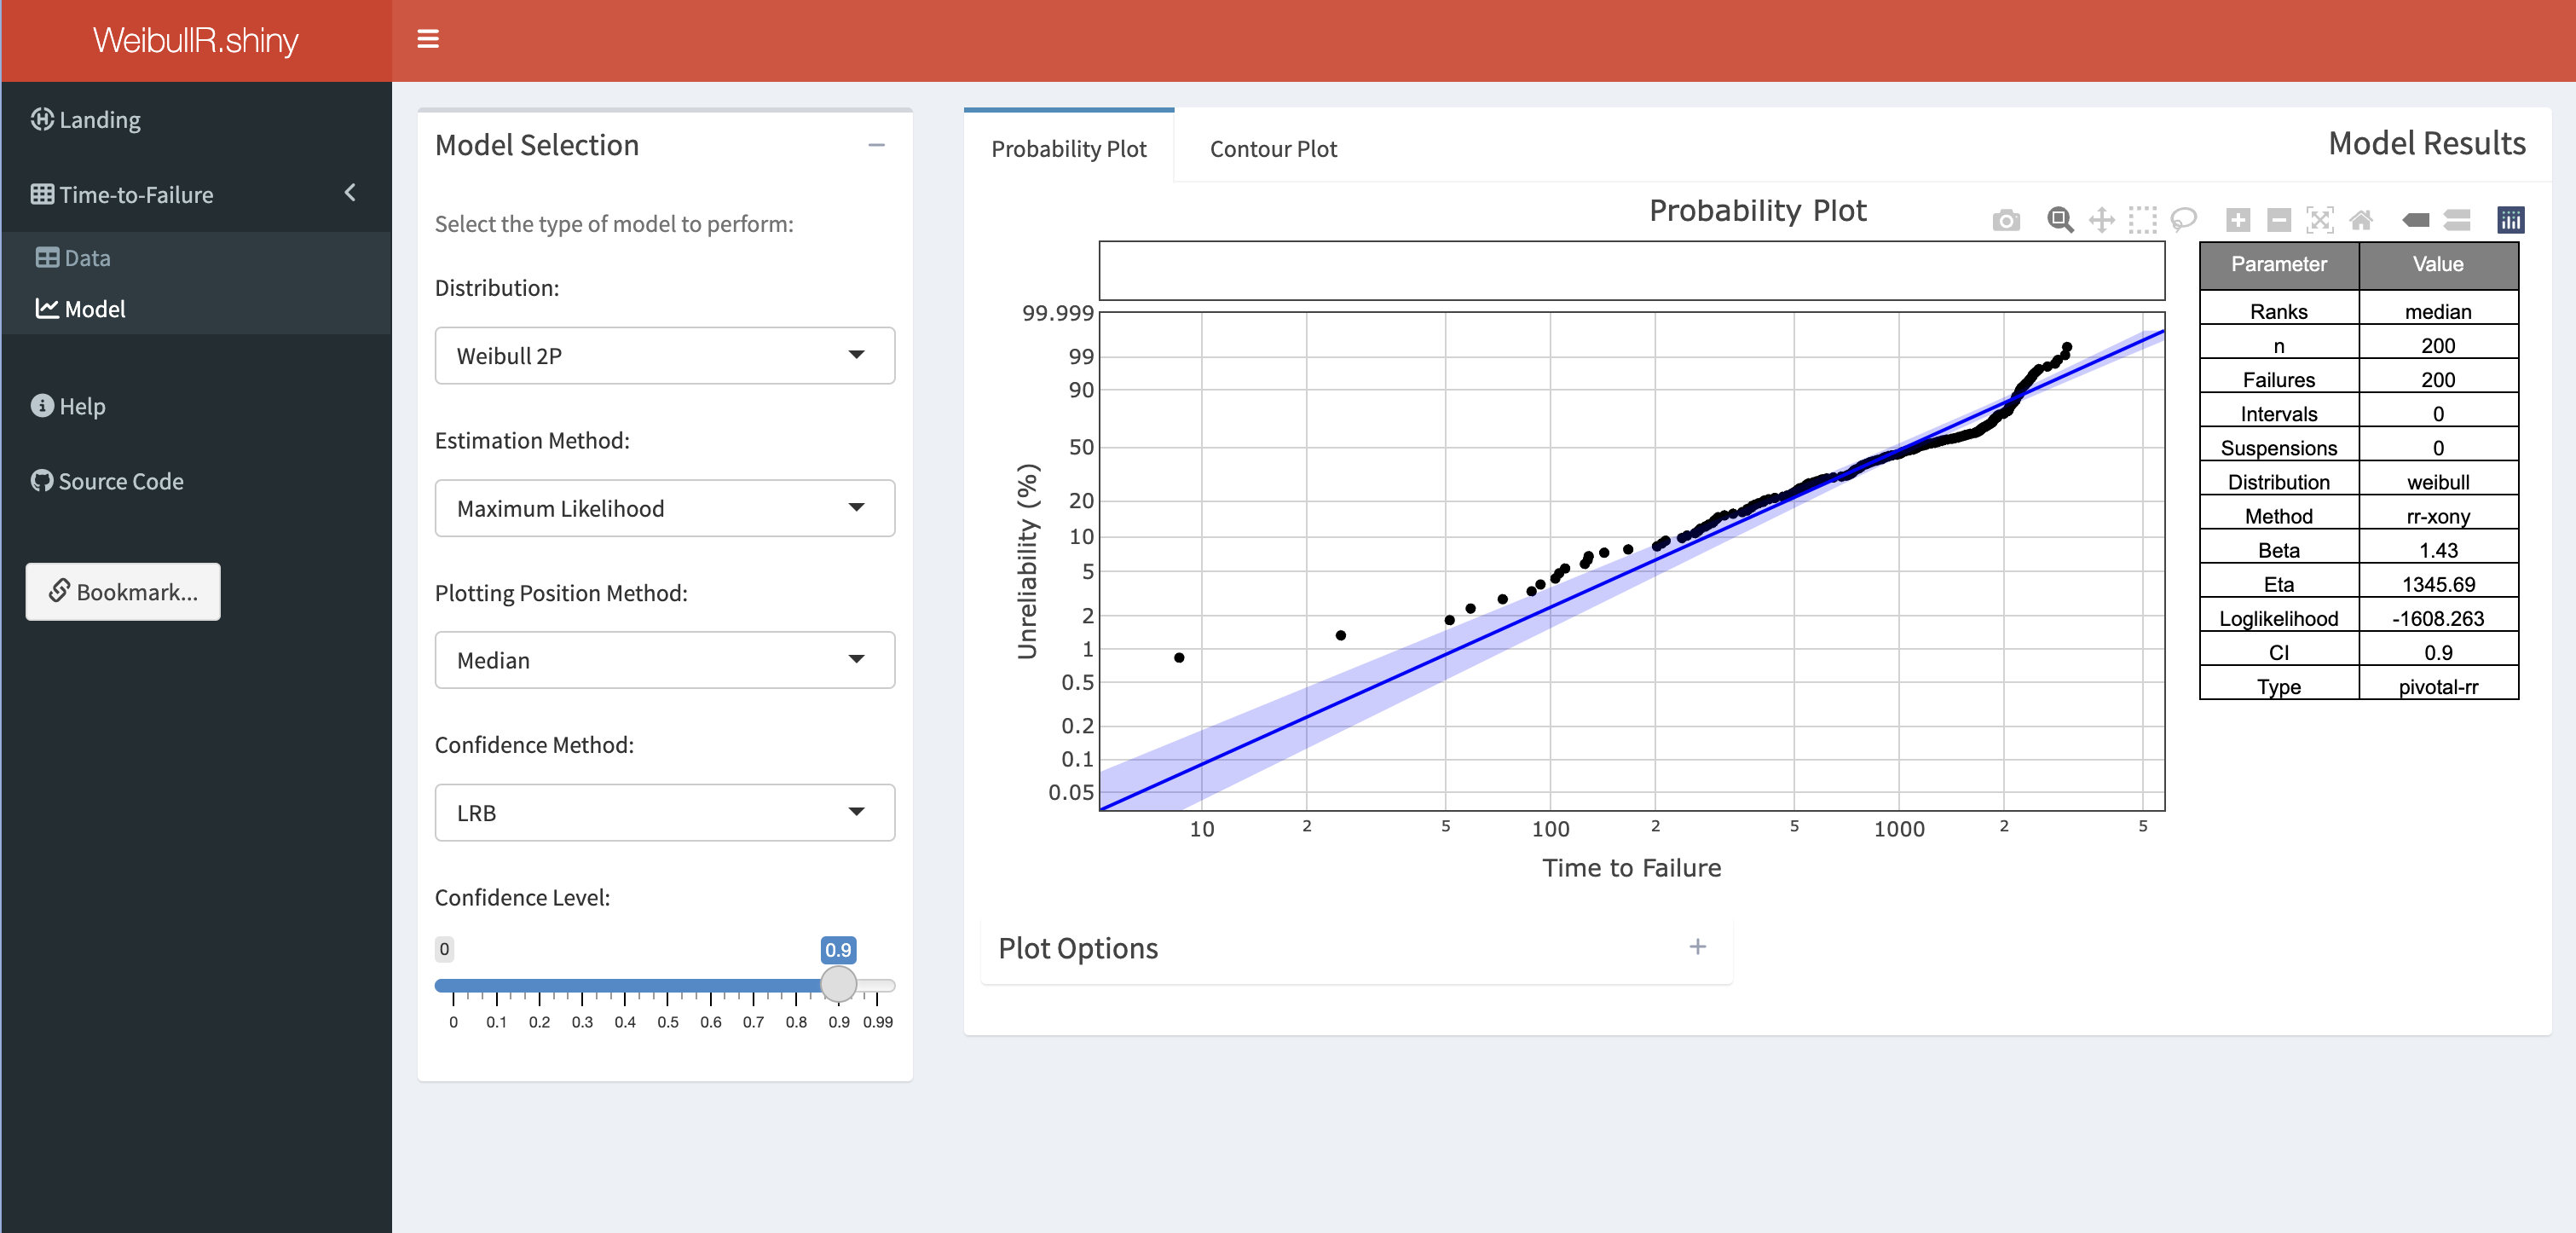 WeibullR.shiny
Landing
Time-to-Failure
Data
Model
Help
Source Code
Bookmark...
Model Selection
Select the type of model to perform:
Distribution:
Weibull 2P
Estimation Method:
Maximum Likelihood
Plotting Position Method:
Median
Confidence Method:
LRB
Confidence Level:
0 0.9
0 0.1 0.2 0.3 0.4 0.5 0.6 0.7 0.8 0.9 0.99
Probability Plot Contour Plot Model Results
Probability Plot
Unreliability (%)
99.999
99
90
50
20
10
5
2
1
0.5
0.2
0.1
0.05
10 2 5 100 2 5 1000 2 5
Time to Failure
Parameter Value
Ranks median
n 200
Failures 200
Intervals 0
Suspensions 0
Distribution weibull
Method rr-xony
Beta 1.43
Eta 1345.69
Loglikelihood -1608.263
CI 0.9
Type pivotal-rr
Plot Options